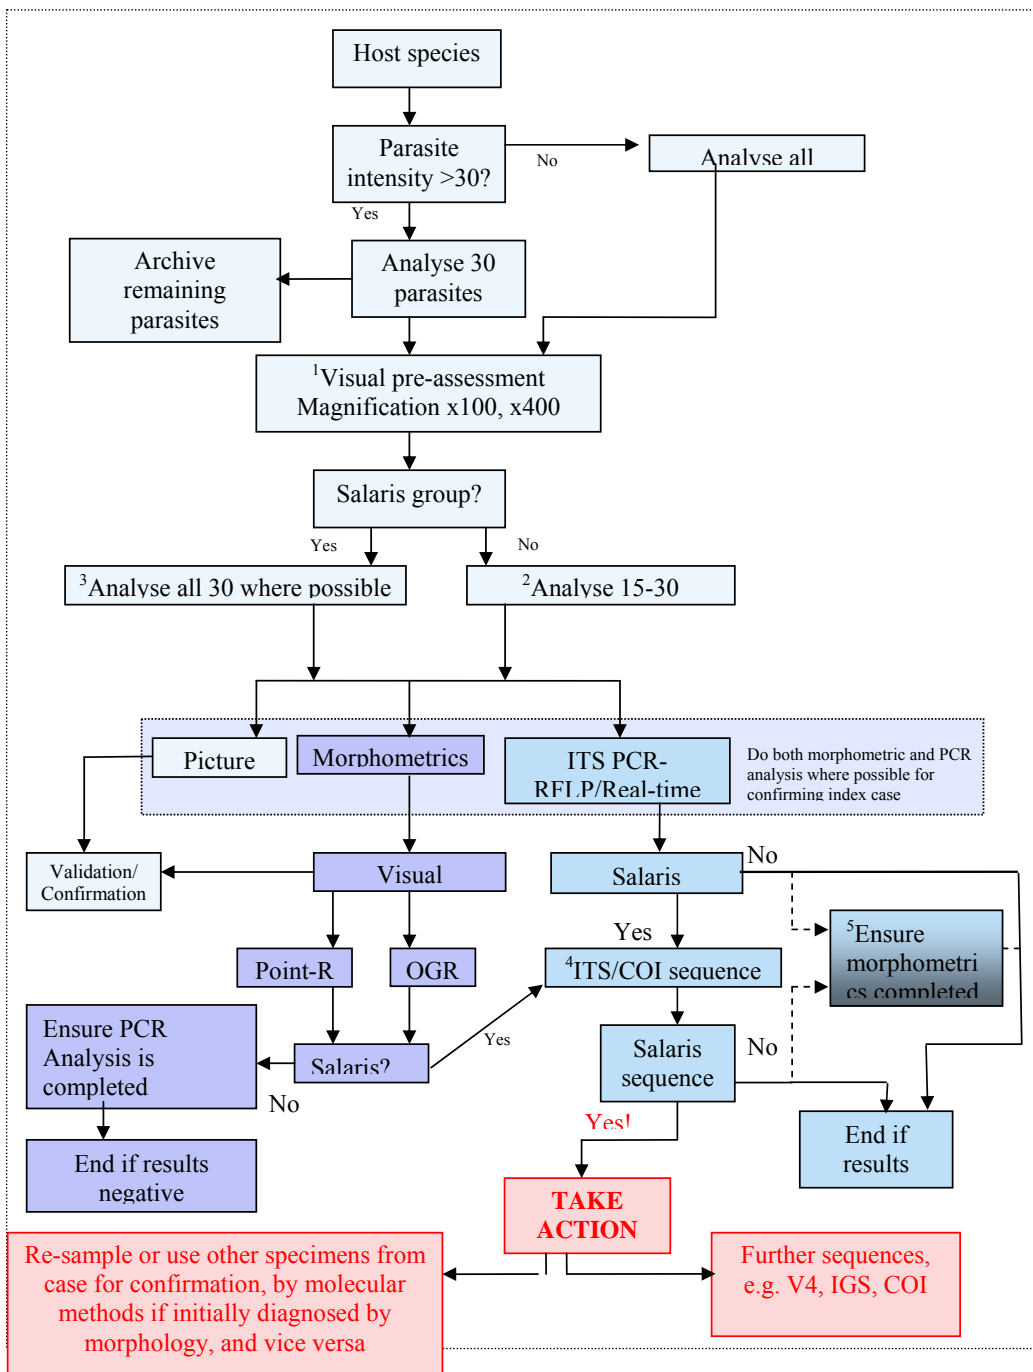 Host species
Parasite
intensity >30?
No
Analyse all
Yes
Archive
remaining
parasites
Analyse 30
parasites
1Visual pre-assessment
Magnification x100, x400
Salaris group?
Yes
No
3Analyse all 30 where possible
2Analyse 15-30
Picture
Morphometrics
ITS PCR-
RFLP/Real-time
Do both morphometric and PCR
analysis where possible for
confirming index case
Validation/
Confirmation
Visual
Salaris
No
Yes
5Ensure
morphometri
cs completed
Point-R
OGR
4ITS/COI sequence
Ensure PCR
Analysis is
completed
Salaris?
Yes
No
Salaris
sequence
No
Yes!
End if results
negative
End if
results
TAKE
ACTION
Re-sample or use other specimens from
case for confirmation, by molecular
methods if initially diagnosed by
morphology, and vice versa
Further sequences,
e.g. V4, IGS, COI